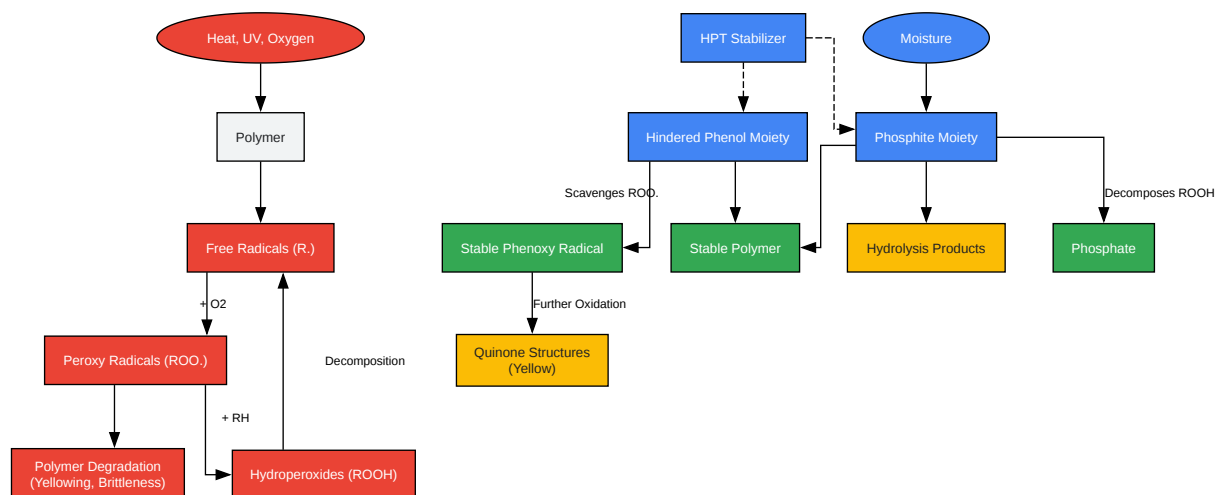 Heat, UV, Oxygen
HPT Stabilizer
Moisture
Polymer
Hindered Phenol Moiety
Phosphite Moiety
Scavenges ROO.
Decomposes ROOH
Free Radicals (R.)
Stable Phenoxy Radical
Stable Polymer
Hydrolysis Products
Phosphate
+ O2
Further Oxidation
Peroxy Radicals (ROO.)
Decomposition
Quinone Structures
(Yellow)
+ RH
Polymer Degradation
(Yellowing, Brittleness)
Hydroperoxides (ROOH)